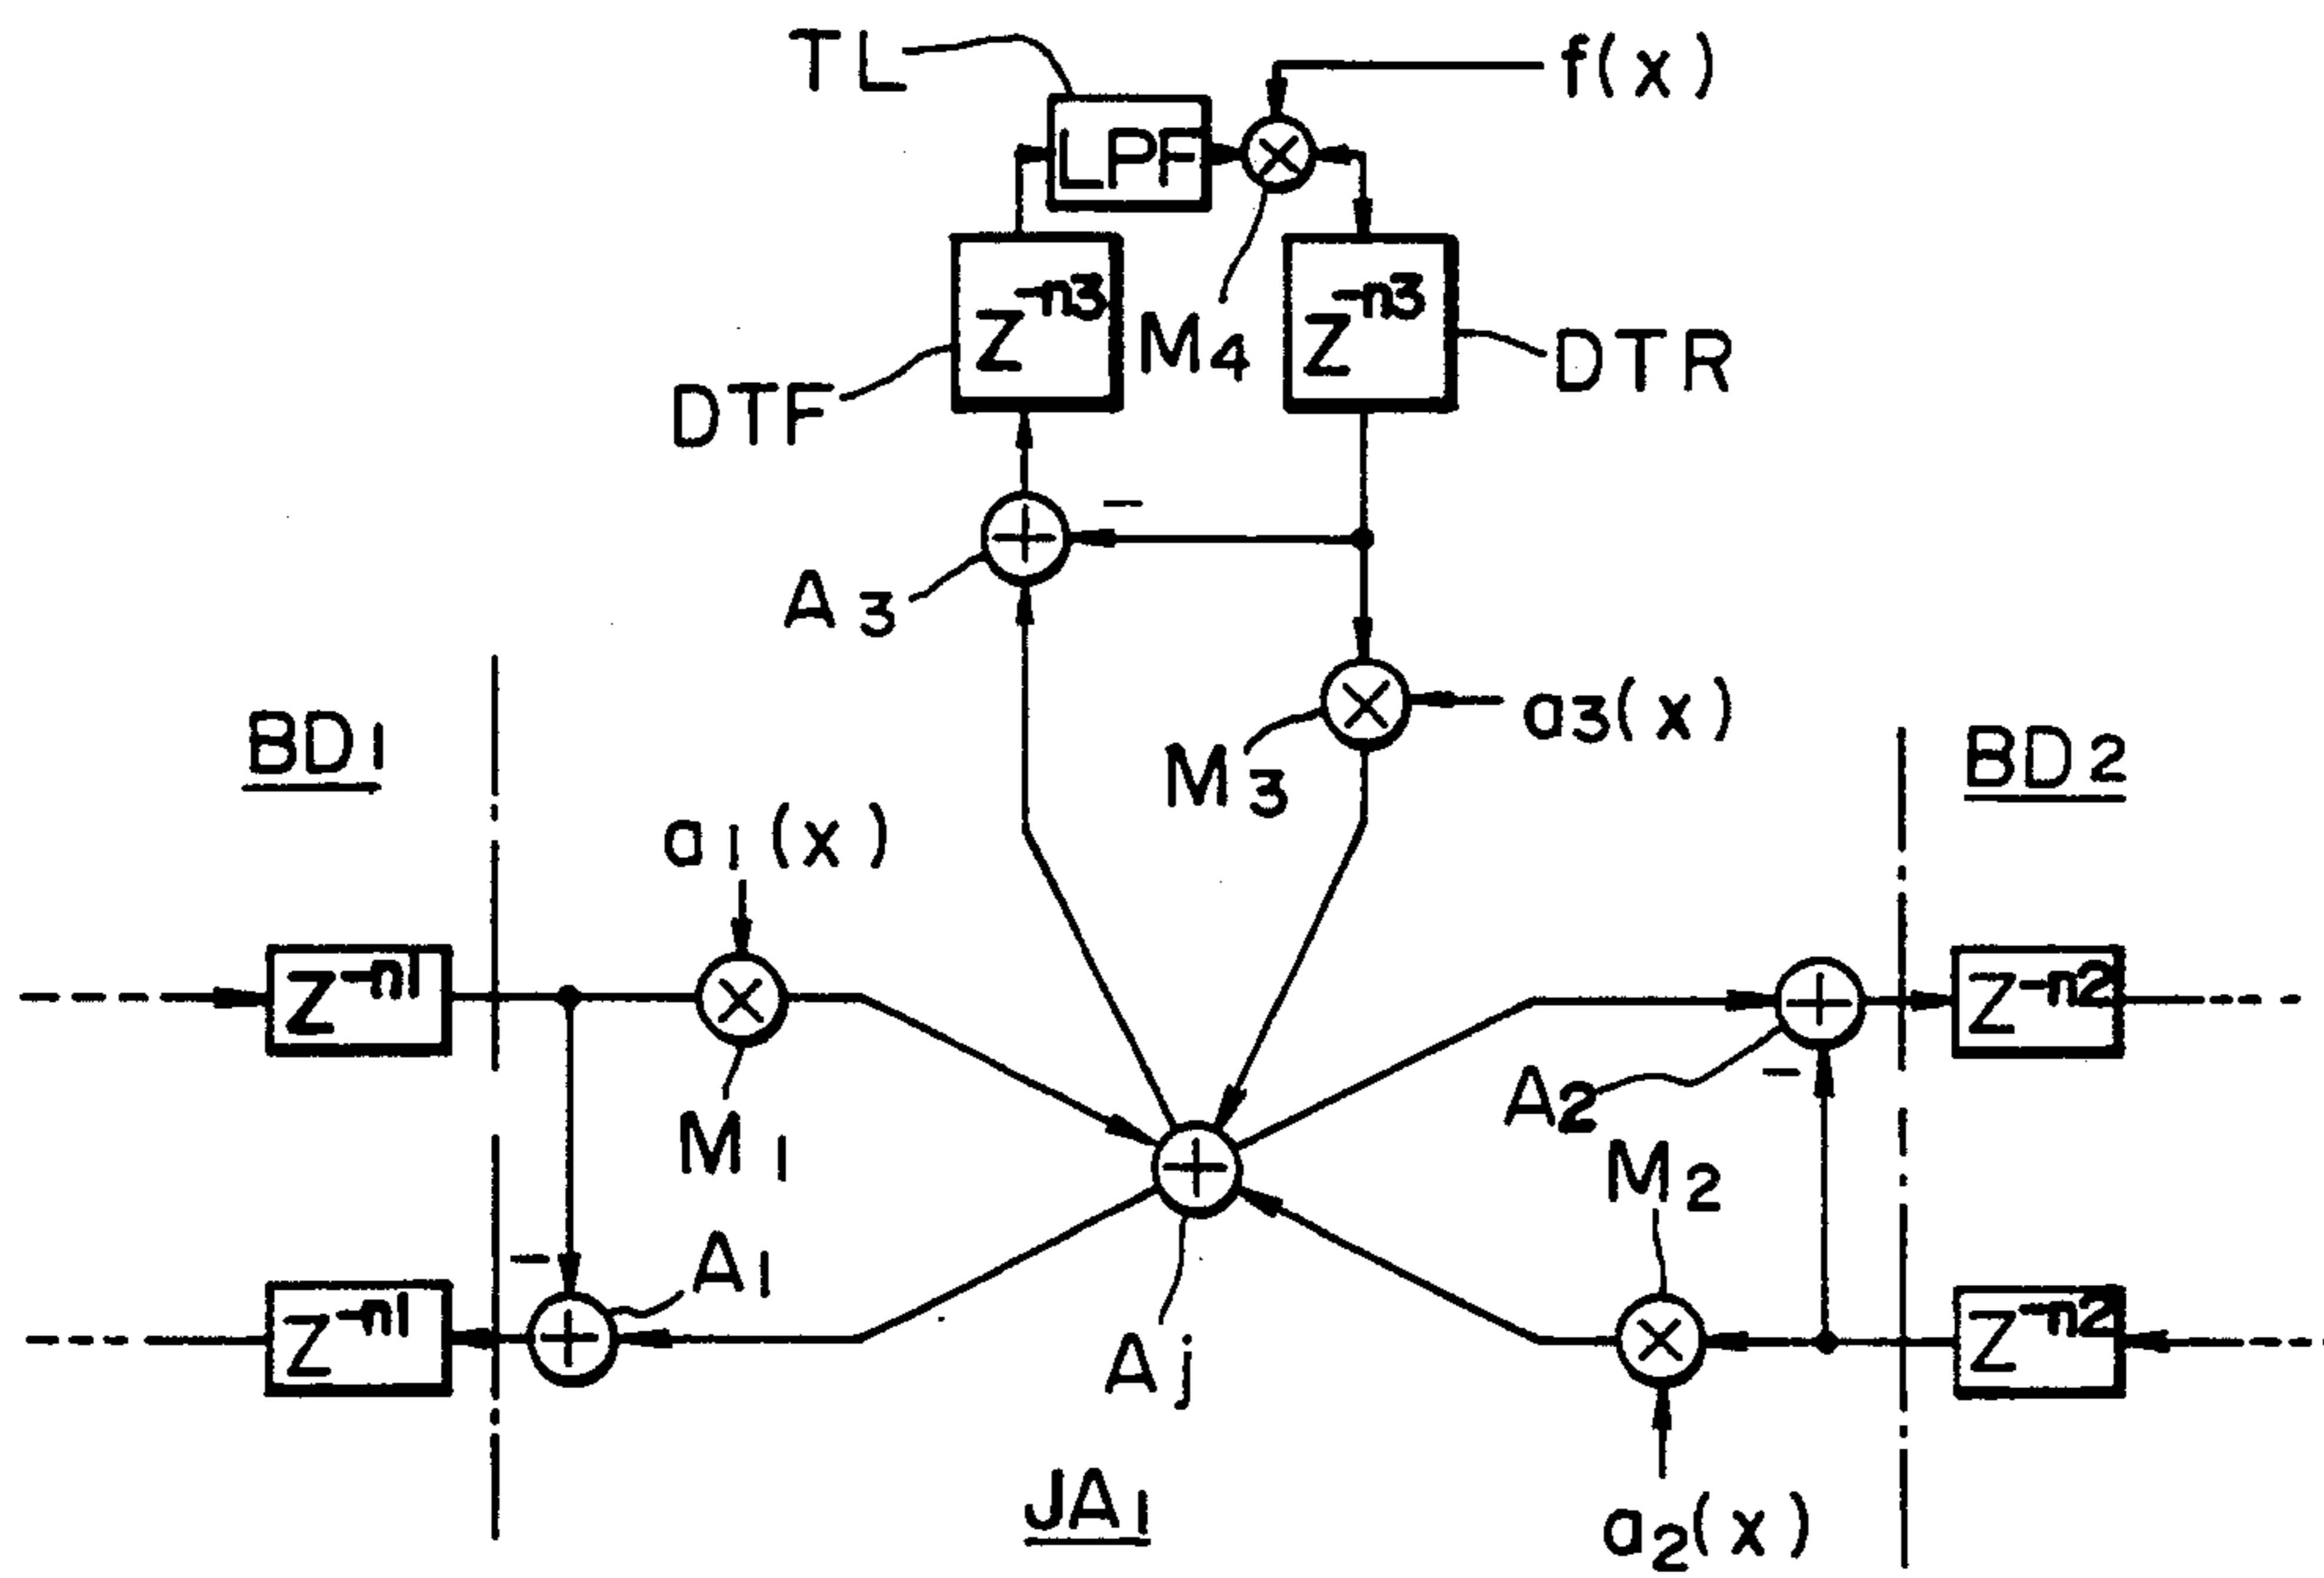 TL
f(x)
LPF
Z-n3
Z-n3
M4
DTR
DTF
-
A3
a3(x)
M3
BD1
BD2
a1(x)
Z-n1
Z-n2
M1
A2
-
M2
-
A1
Z-n1
Z-n2
Aj
JA1
a2(x)